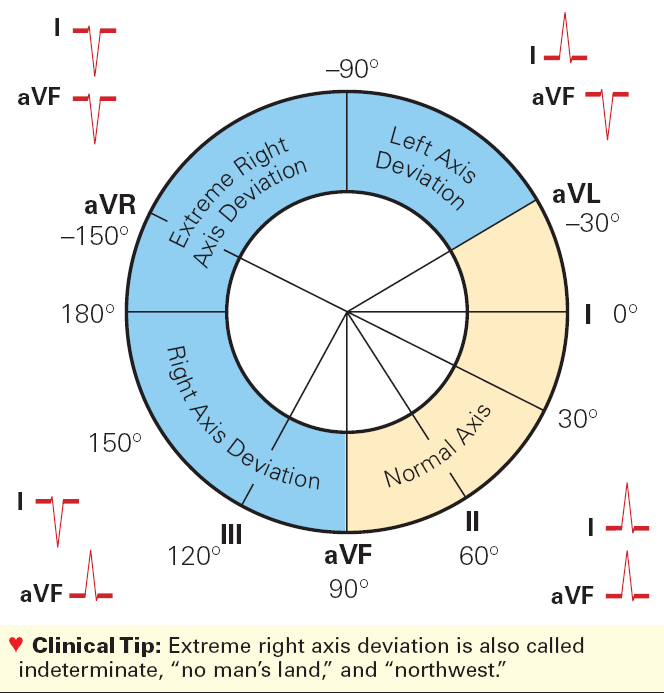 I
aVF
–90°
I
aVF
Extreme Right
Axis Deviation
Left Axis
Deviation
aVR
–150°
aVL
–30°
180°
I 0°
Right Axis Deviation
Normal Axis
30°
150°
I
aVF
III
120°
aVF
90°
II
60°
I
aVF
♥ Clinical Tip: Extreme right axis deviation is also called
indeterminate, “no man’s land,” and “northwest.”